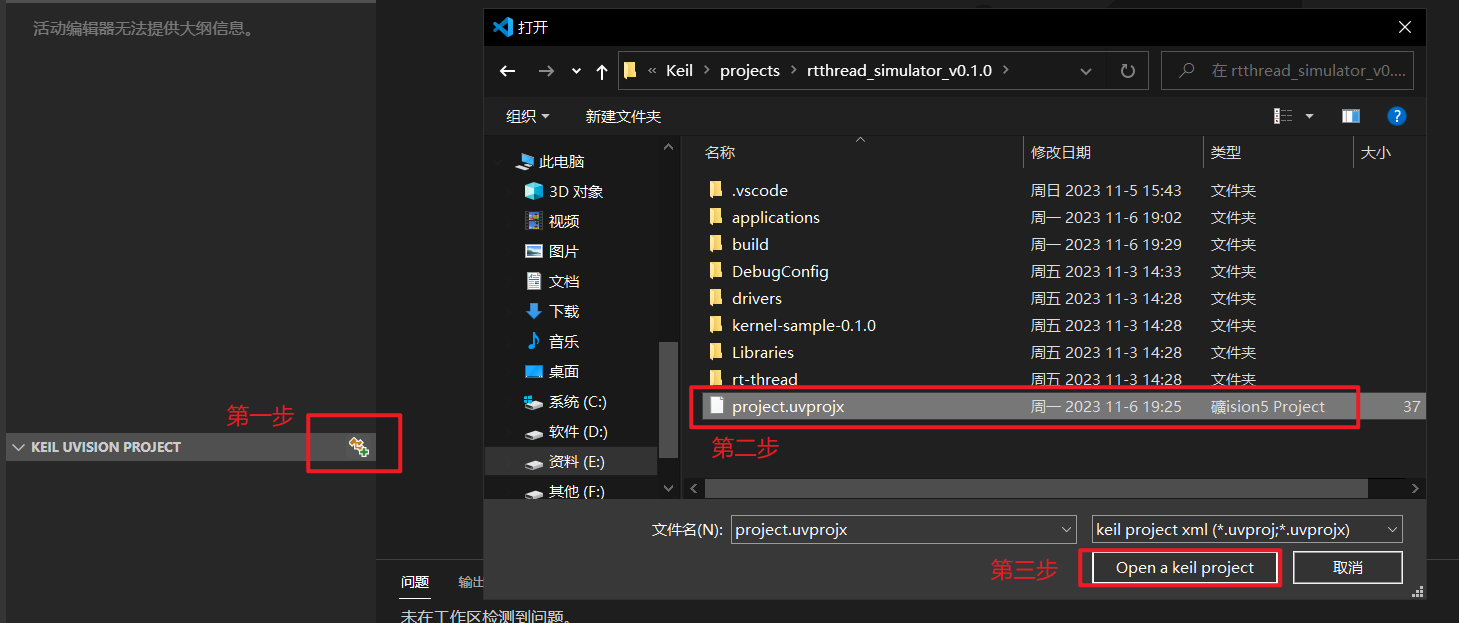 活动编辑器无法提供大纲信息。
打开
« Keil › projects › rtthread_simulator_v0.1.0 ›
在 rtthread_simulator_v0....
组织
新建文件夹
此电脑
3D 对象
视频
图片
文档
下载
音乐
桌面
系统 (C:)
软件 (D:)
资料 (E:)
其他 (F:)
名称 修改日期 类型 大小
.vscode 周日 2023 11-5 15:43 文件夹
applications 周一 2023 11-6 19:02 文件夹
build 周一 2023 11-6 19:29 文件夹
DebugConfig 周五 2023 11-3 14:33 文件夹
drivers 周五 2023 11-3 14:28 文件夹
kernel-sample-0.1.0 周五 2023 11-3 14:28 文件夹
Libraries 周五 2023 11-3 14:28 文件夹
rt-thread 周五 2023 11-3 14:28 文件夹
project.uvprojx 周一 2023 11-6 19:25 礦ision5 Project 37
第一步
KEIL UVISION PROJECT
第二步
文件名(N): project.uvprojx keil project xml (*.uvproj;*.uvprojx)
第三步
Open a keil project 取消
问题 输出
未在工作区检测到问题。